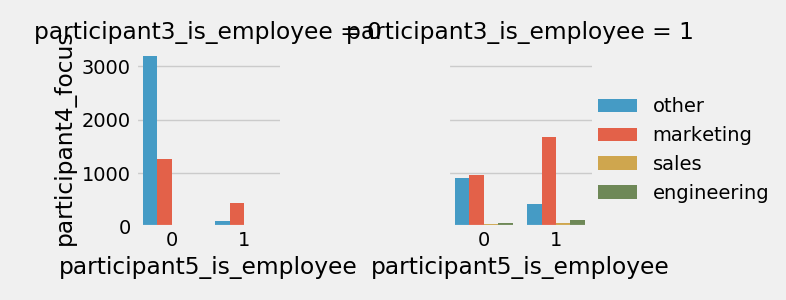 participant3_is_employee = 0
participant3_is_employee = 1
participant4_focus
3000
2000
1000
0
0 1
0 1
participant5_is_employee
participant5_is_employee
other
marketing
sales
engineering